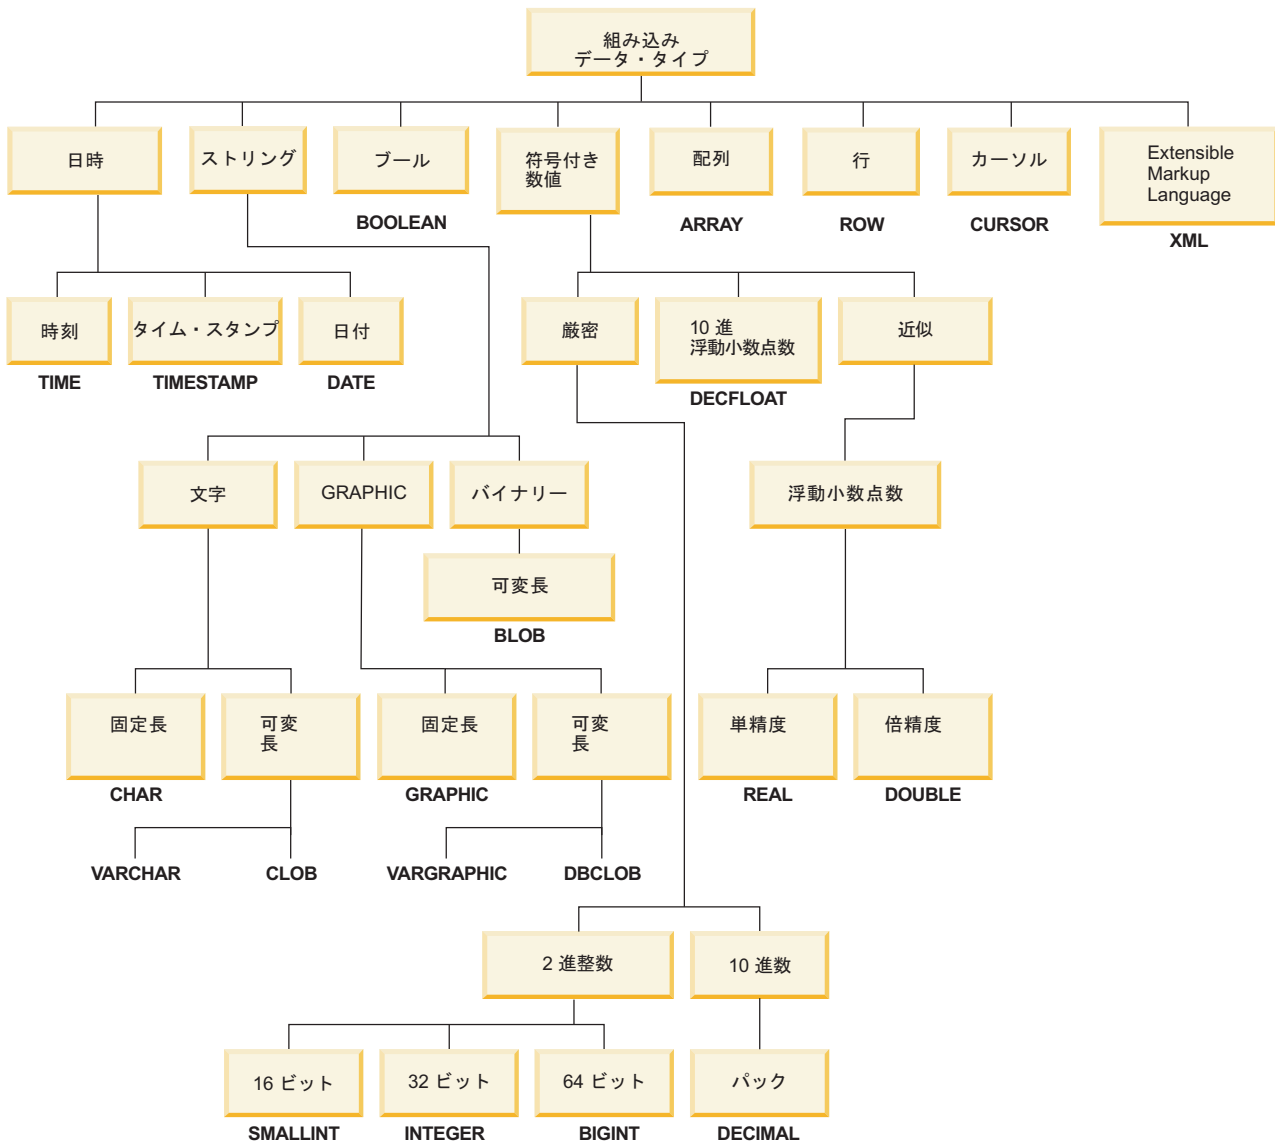 組み込み
データ・タイプ
日時
ストリング
ブール
符号付き
数値
配列
行
カーソル
Extensible
Markup
Language
BOOLEAN
ARRAY
ROW
CURSOR
XML
時刻
タイム・スタンプ
日付
厳密
10 進
浮動小数点数
近似
TIME
TIMESTAMP
DATE
DECFLOAT
文字
GRAPHIC
バイナリー
浮動小数点数
可変長
BLOB
固定長
可変
長
固定長
可変
長
単精度
倍精度
CHAR
GRAPHIC
REAL
DOUBLE
VARCHAR
CLOB
VARGRAPHIC
DBCLOB
2 進整数
10 進数
16 ビット
32 ビット
64 ビット
パック
SMALLINT
INTEGER
BIGINT
DECIMAL